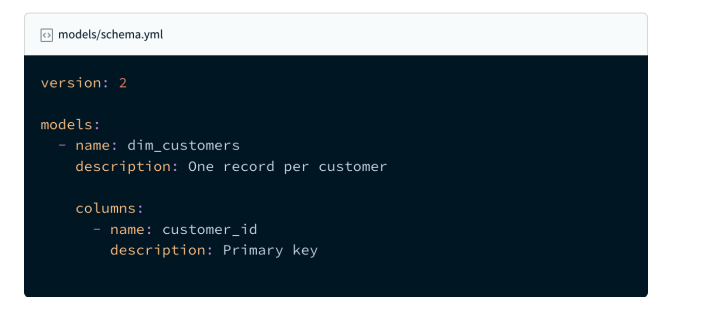 models/schema.yml
version: 2
models:
- name: dim_customers
description: One record per customer
columns:
- name: customer_id
description: Primary key